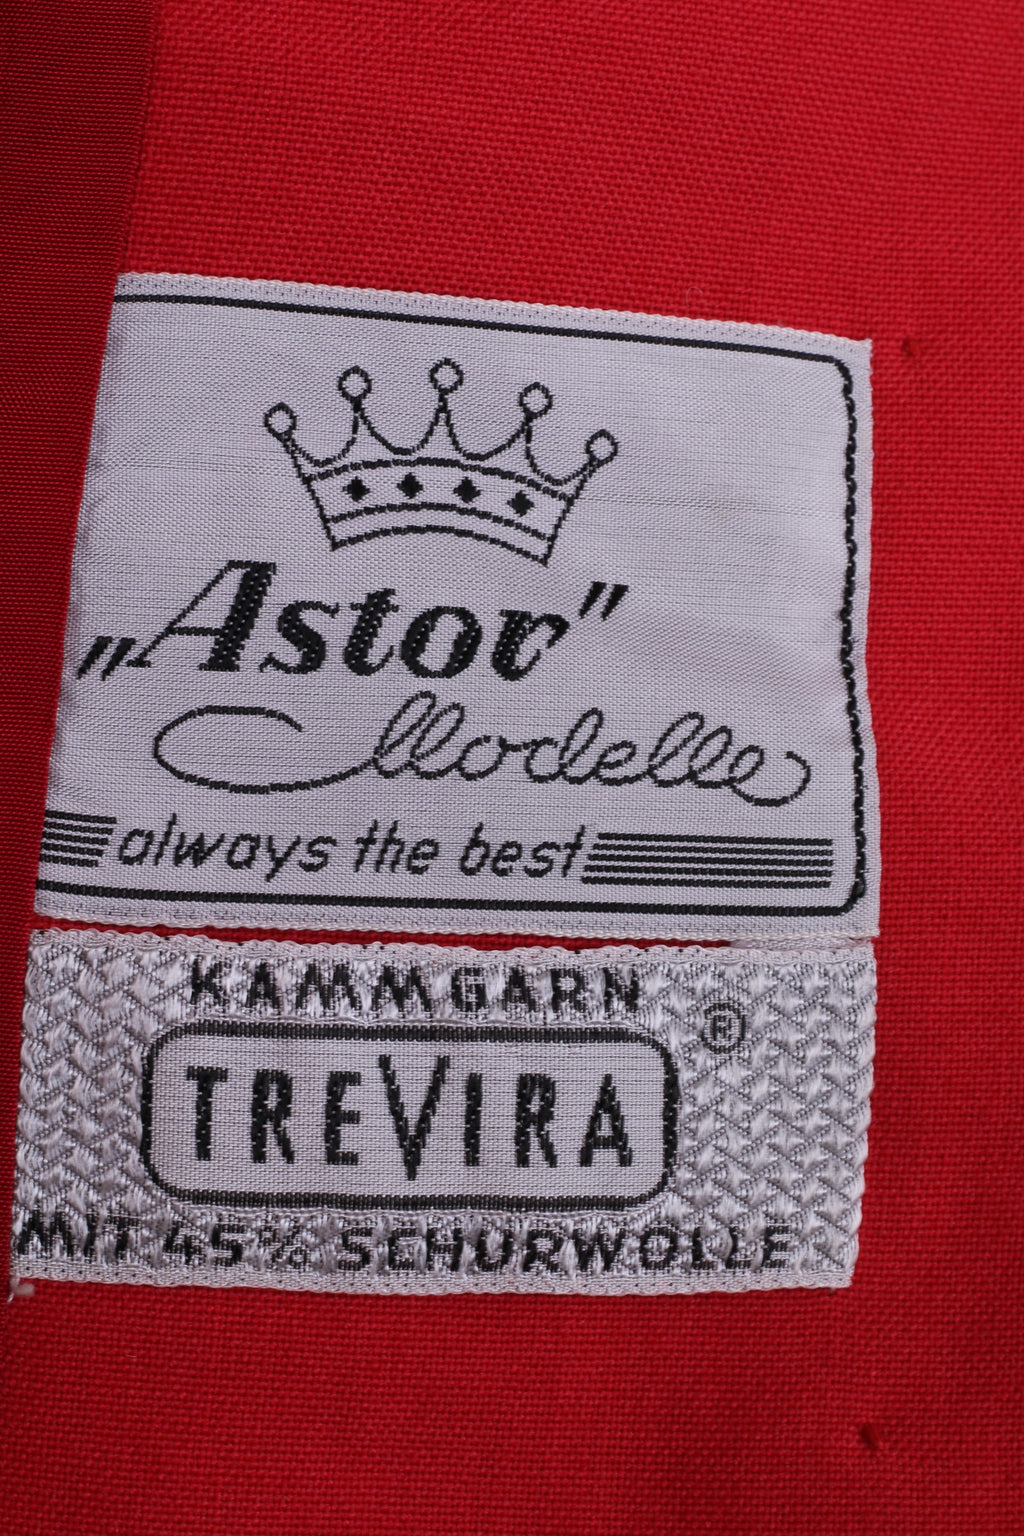 „Astor"
Modelle
always the best
KAMMGARN
®
TREVIRA
MIT 45% SCHURWOLLE